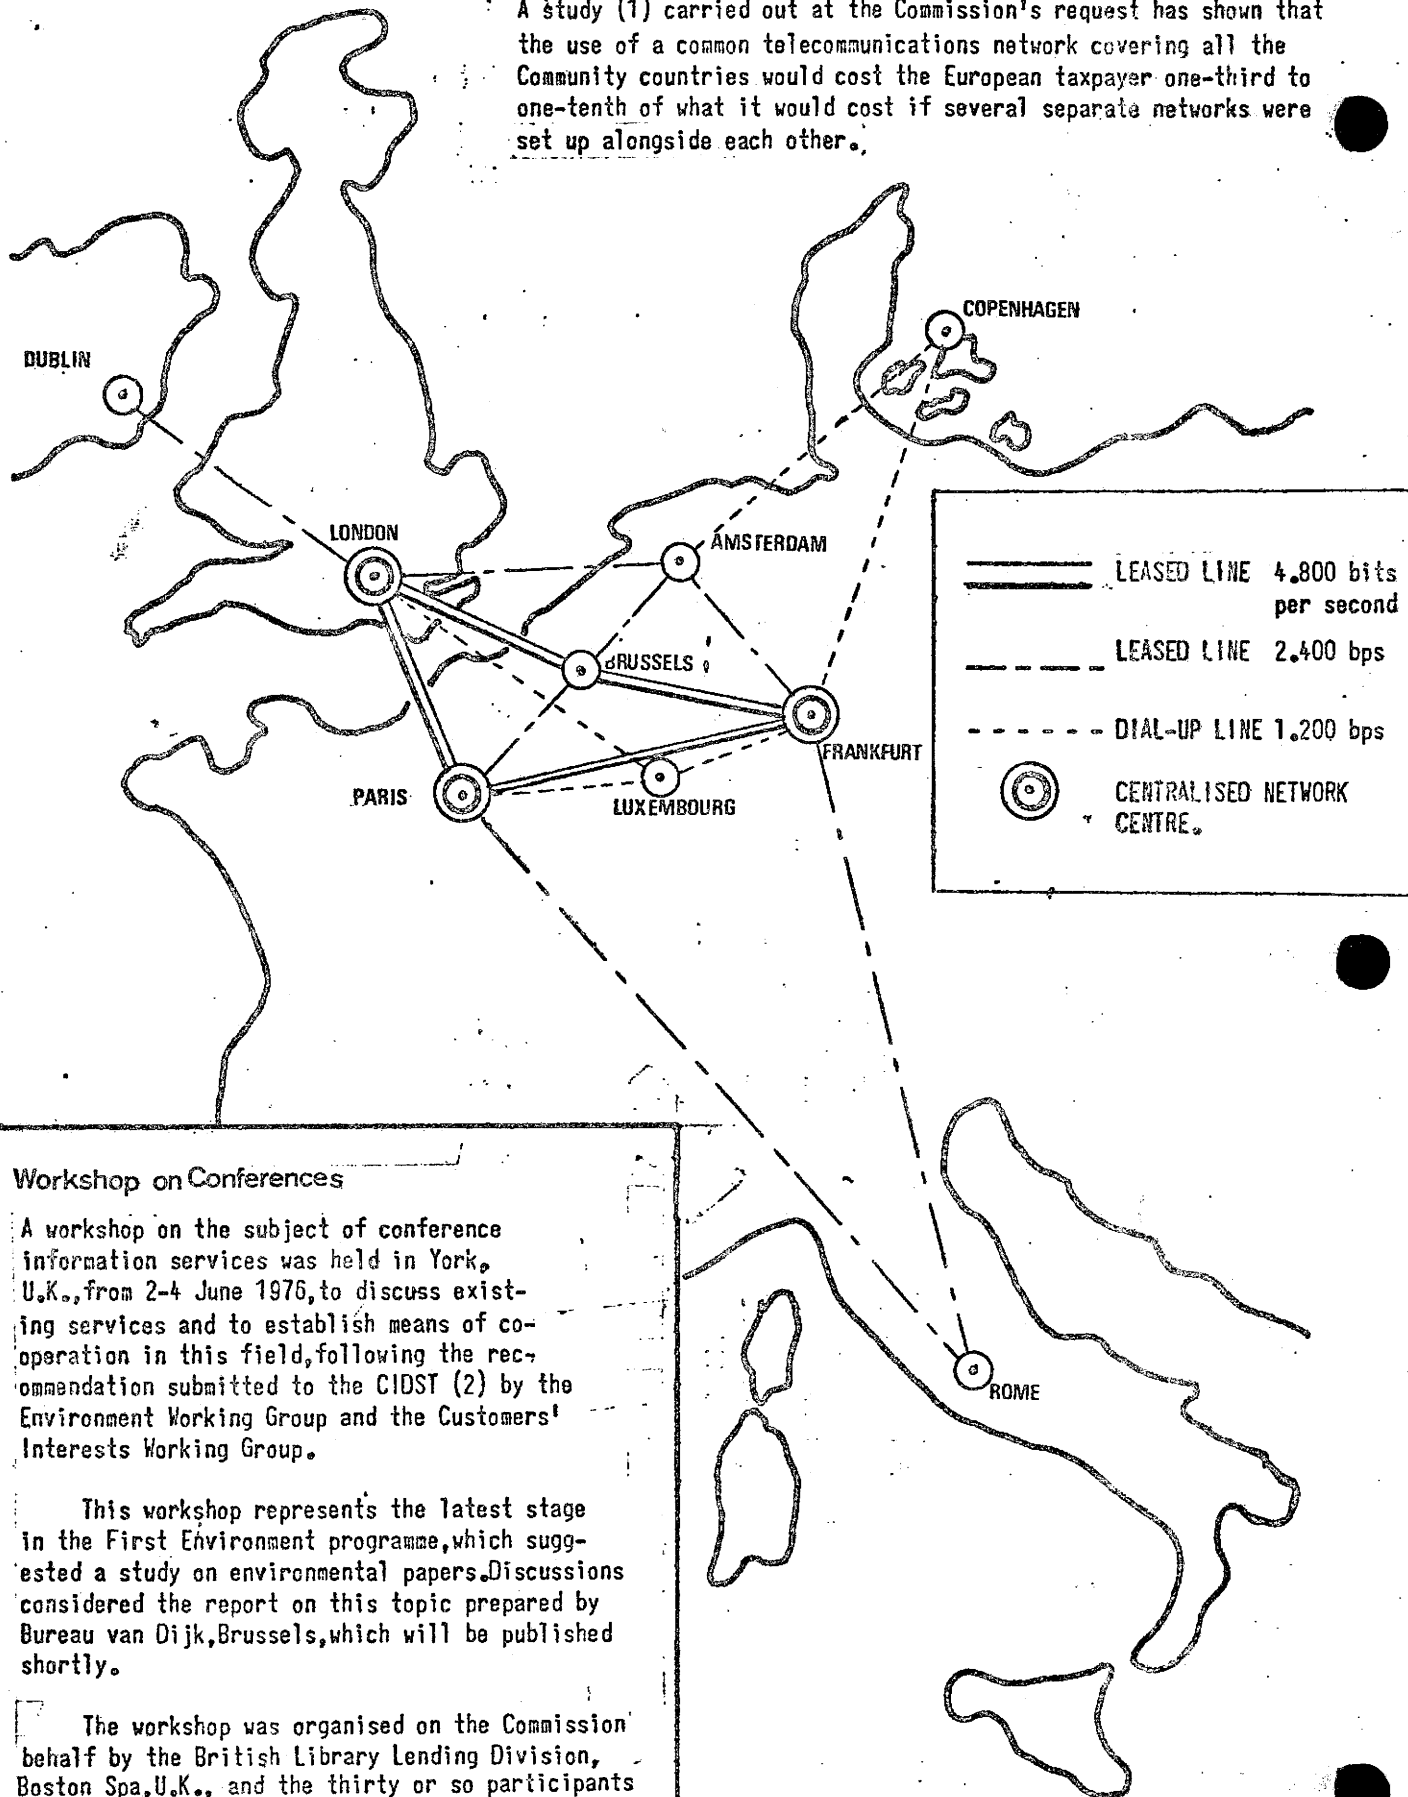 A study (1) carried out at the Commission's request has shown that
the use of a common telecommunications network covering all the
Community countries would cost the European taxpayer one-third to
one-tenth of what it would cost if several separate networks were
set up alongside each other.
COPENHAGEN
DUBLIN
LONDON
AMSTERDAM
BRUSSELS
FRANKFURT
PARIS
LUXEMBOURG
ROME
LEASED LINE 4.800 bits
per second
LEASED LINE 2.400 bps
DIAL-UP LINE 1.200 bps
CENTRALISED NETWORK
CENTRE.
Workshop on Conferences
A workshop on the subject of conference
information services was held in York,
U.K.,from 2-4 June 1976,to discuss exist-
ing services and to establish means of co-
operation in this field,following the rec-
ommendation submitted to the CIDST (2) by the
Environment Working Group and the Customers'
Interests Working Group.
This workshop represents the latest stage
in the First Environment programme,which sugg-
ested a study on environmental papers.Discussions
considered the report on this topic prepared by
Bureau van Dijk,Brussels,which will be published
shortly.
The workshop was organised on the Commission'
behalf by the British Library Lending Division,
Boston Spa.U.K., and the thirty or so participants